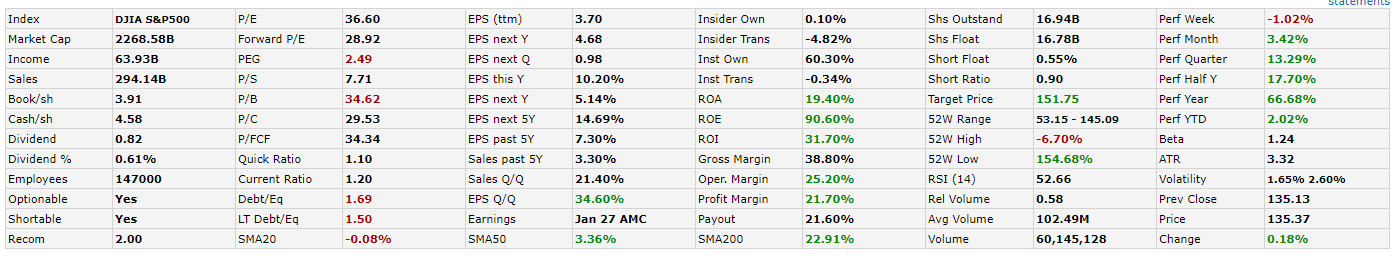 statements
Index DJIA S&P500 P/E 36.60 EPS (ttm) 3.70 Insider Own 0.10% Shs Outstand 16.94B Perf Week -1.02%
Market Cap 2268.58B Forward P/E 28.92 EPS next Y 4.68 Insider Trans -4.82% Shs Float 16.78B Perf Month 3.42%
Income 63.93B PEG 2.49 EPS next Q 0.98 Inst Own 60.30% Short Float 0.55% Perf Quarter 13.29%
Sales 294.14B P/S 7.71 EPS this Y 10.20% Inst Trans -0.34% Short Ratio 0.90 Perf Half Y 17.70%
Book/sh 3.91 P/B 34.62 EPS next Y 5.14% ROA 19.40% Target Price 151.75 Perf Year 66.68%
Cash/sh 4.58 P/C 29.53 EPS next 5Y 14.69% ROE 90.60% 52W Range 53.15 - 145.09 Perf YTD 2.02%
Dividend 0.82 P/FCF 34.34 EPS past 5Y 7.30% ROI 31.70% 52W High -6.70% Beta 1.24
Dividend % 0.61% Quick Ratio 1.10 Sales past 5Y 3.30% Gross Margin 38.80% 52W Low 154.68% ATR 3.32
Employees 147000 Current Ratio 1.20 Sales Q/Q 21.40% Oper. Margin 25.20% RSI (14) 52.66 Volatility 1.65% 2.60%
Optionable Yes Debt/Eq 1.69 EPS Q/Q 34.60% Profit Margin 21.70% Rel Volume 0.58 Prev Close 135.13
Shortable Yes LT Debt/Eq 1.50 Earnings Jan 27 AMC Payout 21.60% Avg Volume 102.49M Price 135.37
Recom 2.00 SMA20 -0.08% SMA50 3.36% SMA200 22.91% Volume 60,145,128 Change 0.18%